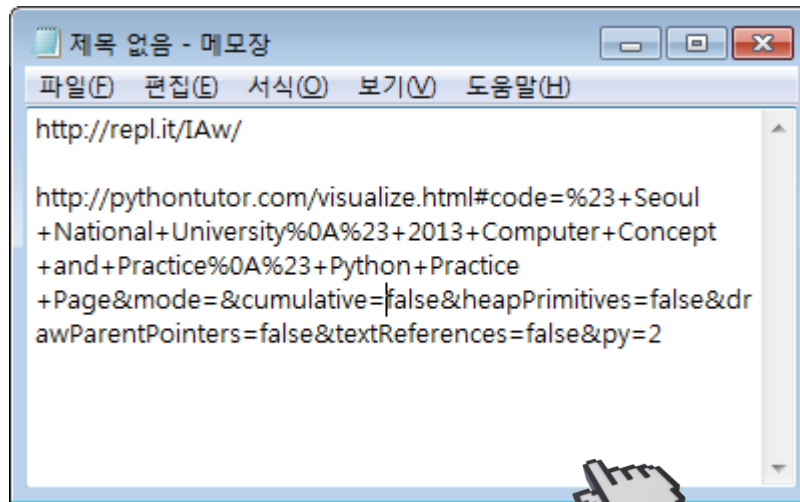 제목 없음 - 메모장
파일(F) 편집(E) 서식(O) 보기(V) 도움말(H)
http://repl.it/IAw/
http://pythontutor.com/visualize.html#code=%23+Seoul
+National+University%0A%23+2013+Computer+Concept
+and+Practice%0A%23+Python+Practice
+Page&mode=&cumulative=false&heapPrimitives=false&dr
awParentPointers=false&textReferences=false&py=2